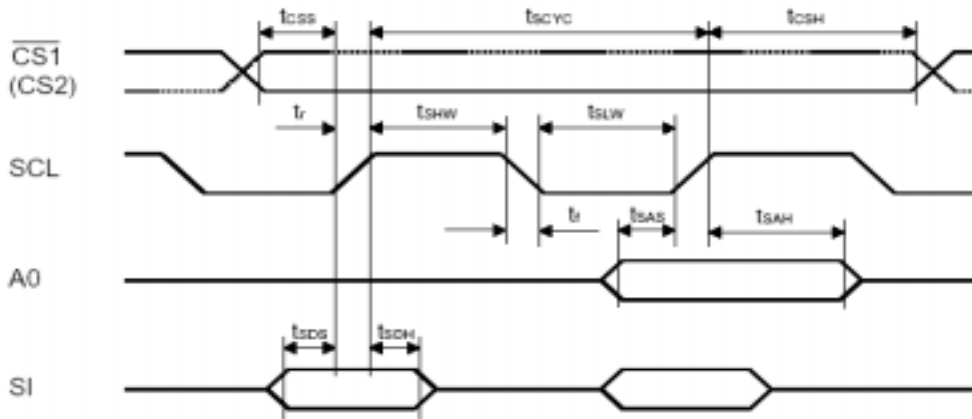 tCSS tSCYC tCSH
CS1
(CS2)
tr tSHW tSLW
SCL
tf tSAS tSAH
A0
tSDS tSDH
SI